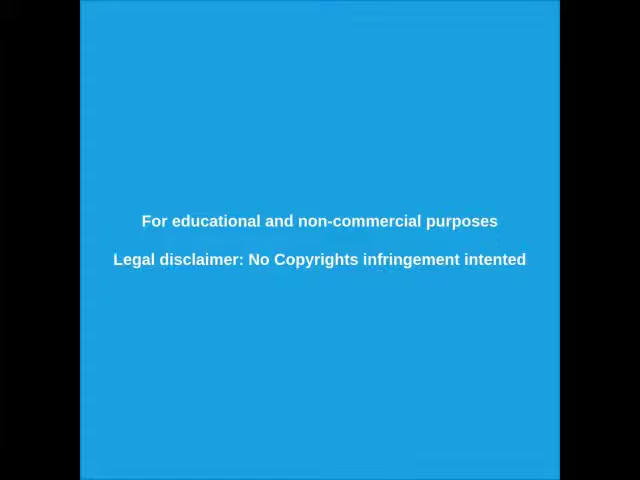 For educational and non-commercial purposes
Legal disclaimer: No Copyrights infringement intented